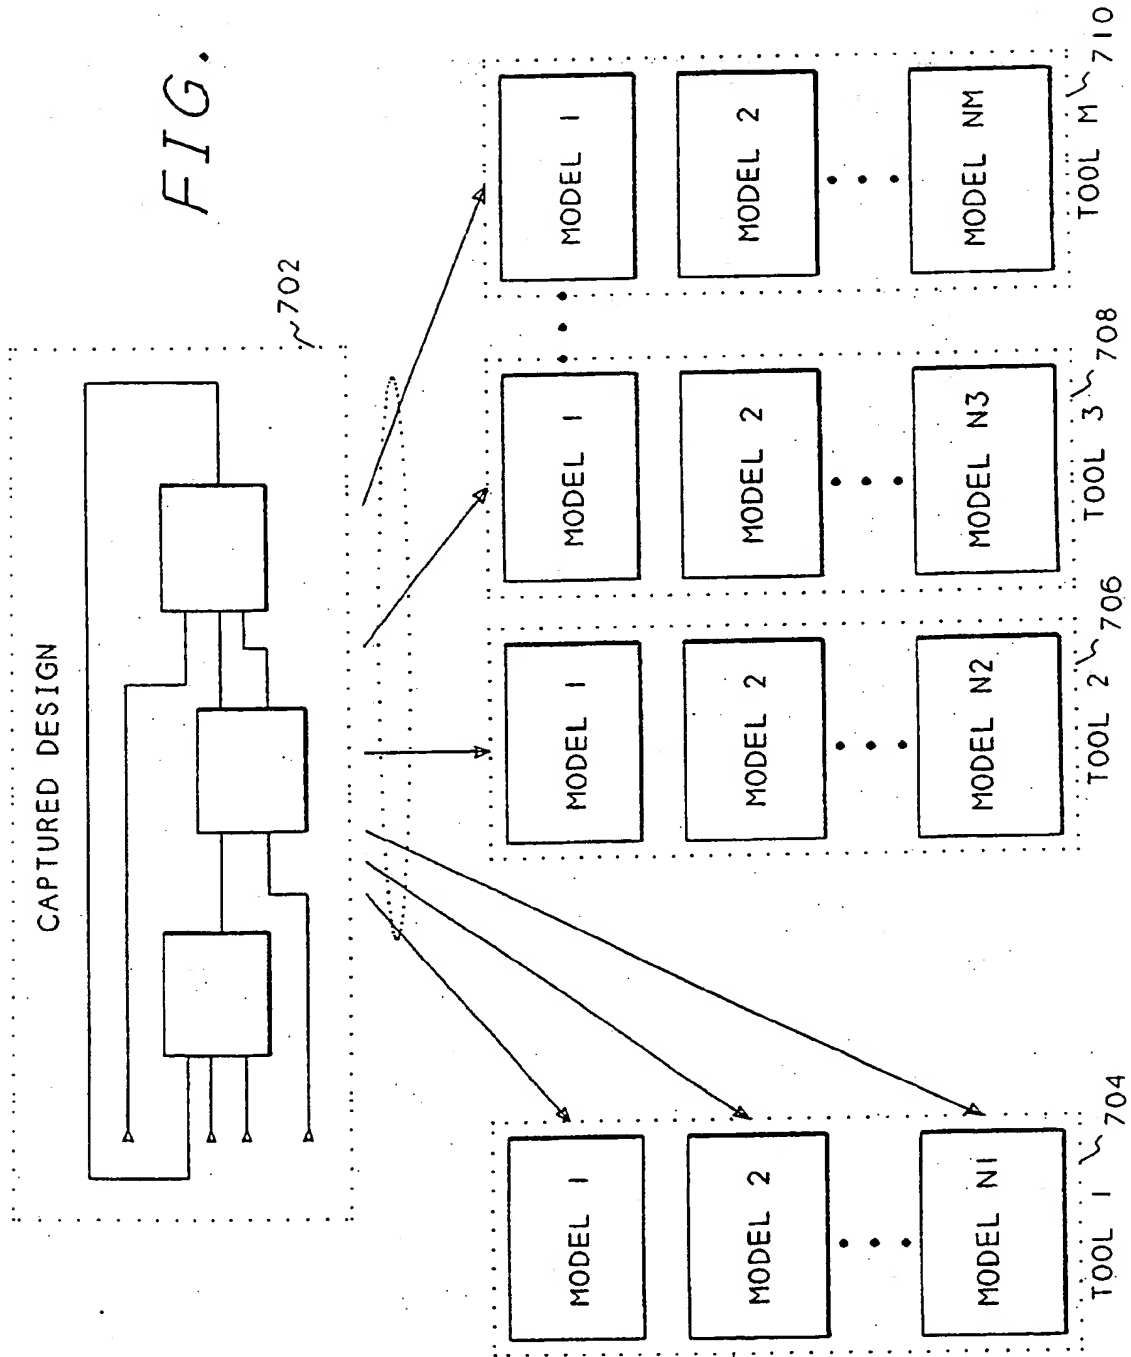 FIG.
CAPTURED DESIGN
702
MODEL 1
MODEL 2
MODEL N1
TOOL 1
704
MODEL 1
MODEL 2
MODEL N2
TOOL 2
706
MODEL 1
MODEL 2
MODEL N3
TOOL 3
708
MODEL 1
MODEL 2
MODEL NM
TOOL M
710